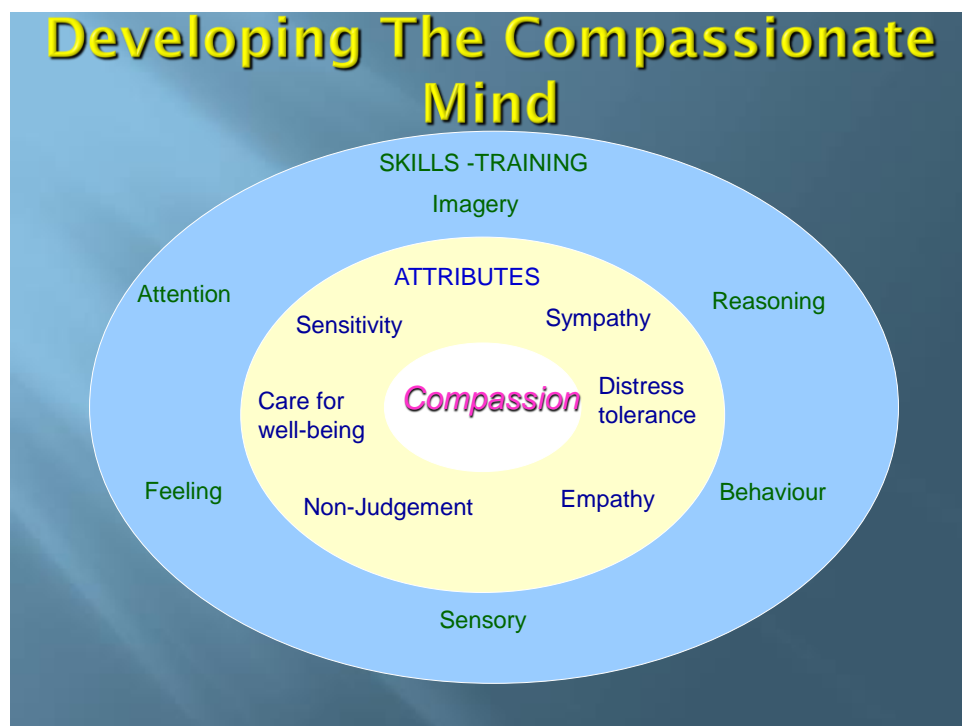 Developing The Compassionate
Mind
SKILLS -TRAINING
Imagery
Attention
Reasoning
ATTRIBUTES
Sensitivity
Sympathy
Care for
well-being
Compassion
Distress
tolerance
Feeling
Non-Judgement
Empathy
Behaviour
Sensory